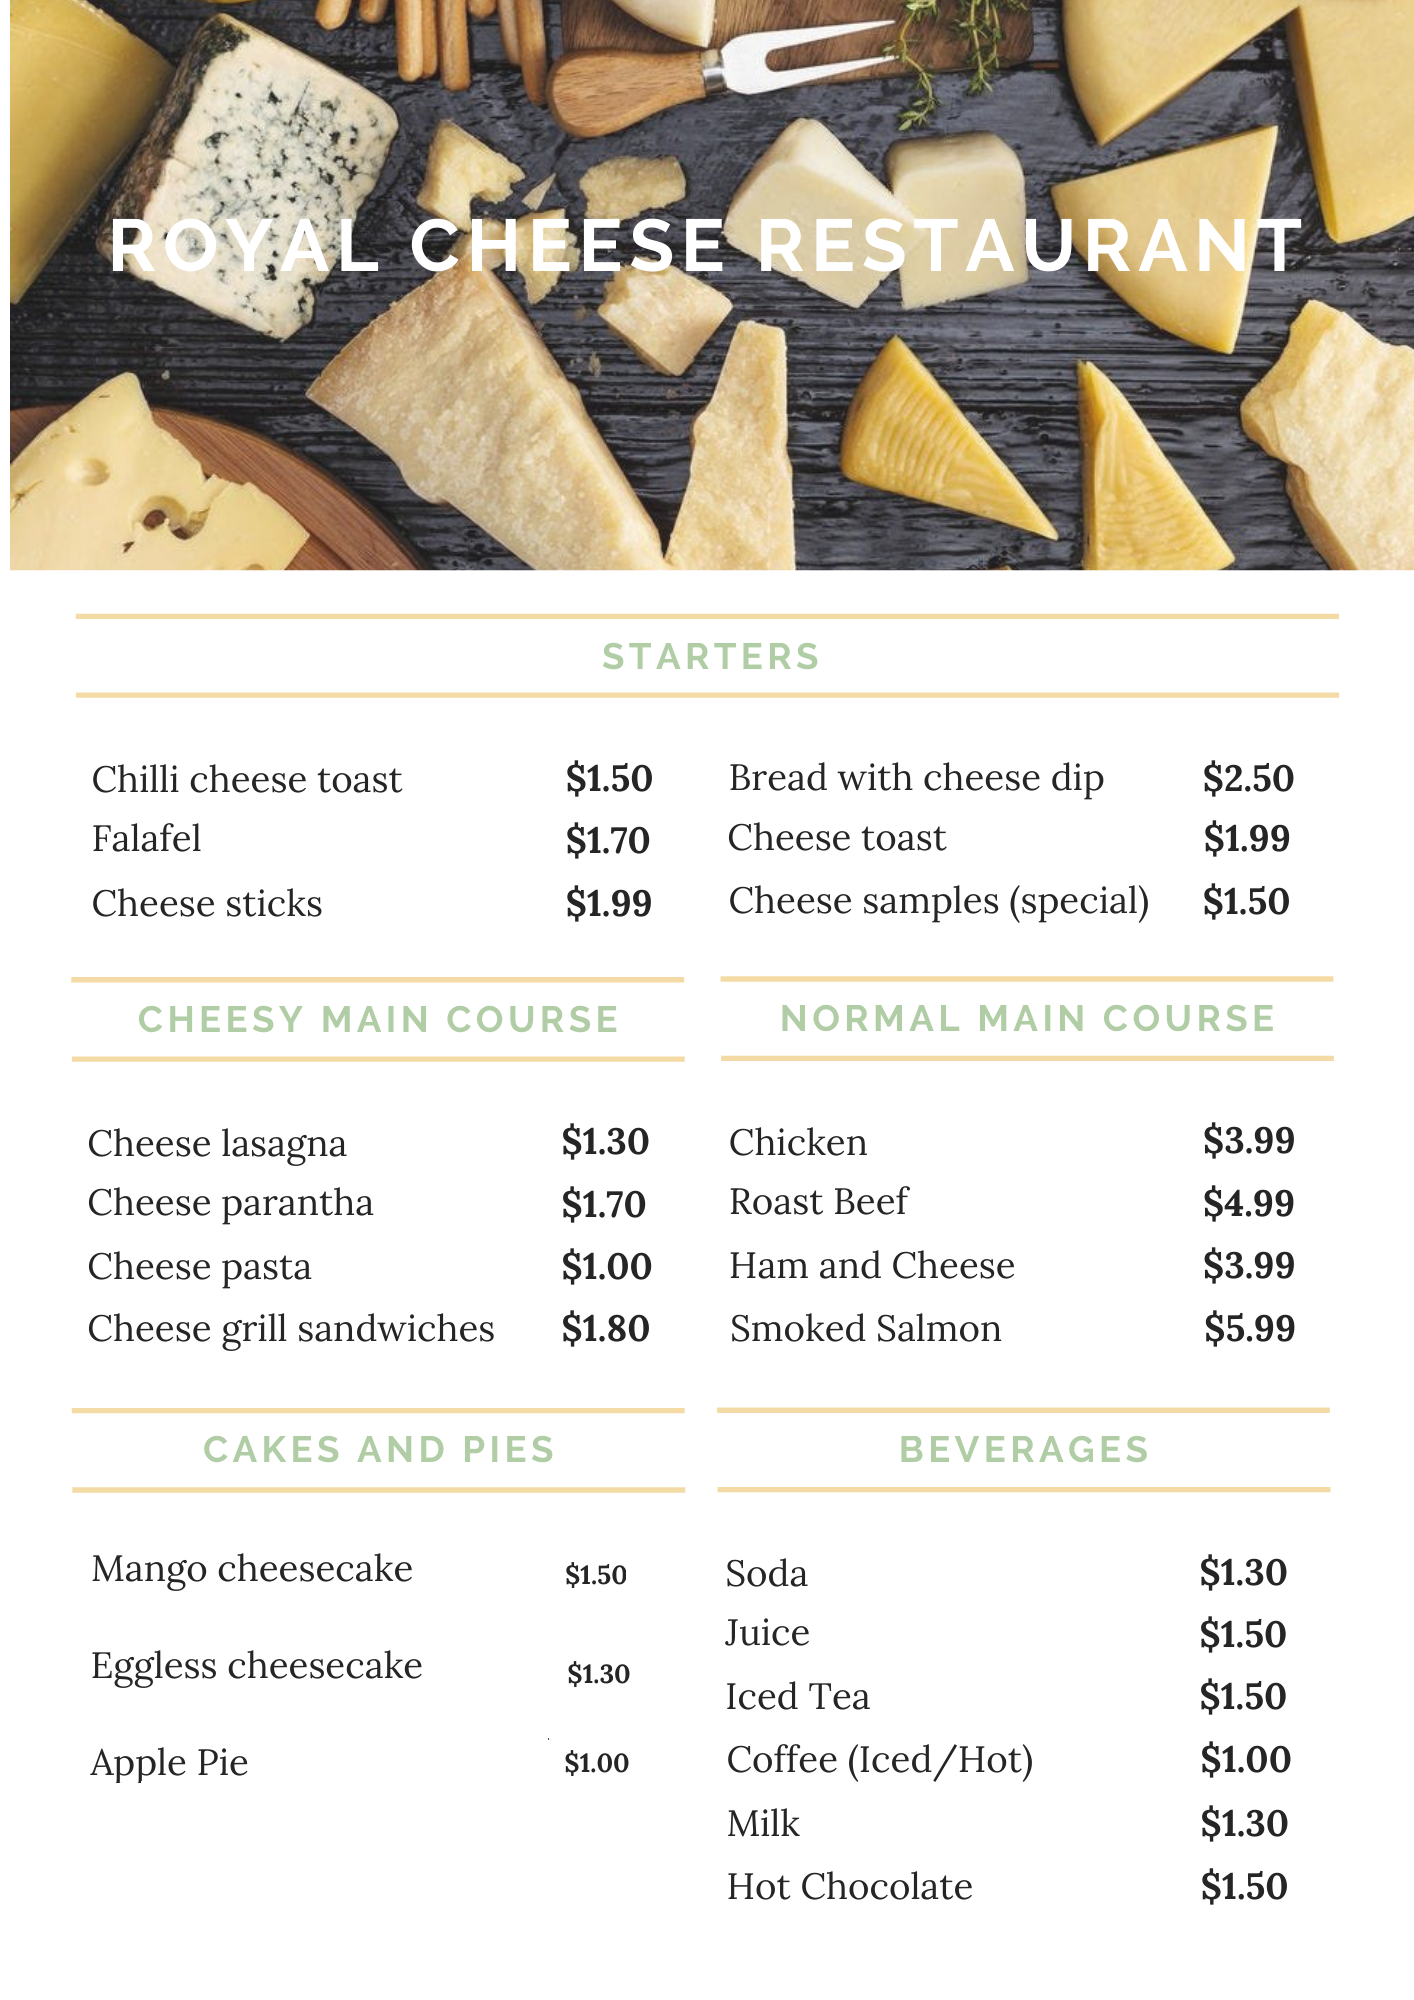 ROYAL CHEESE RESTAURANT
STARTERS
Chilli cheese toast $1.50
Falafel $1.70
Cheese sticks $1.99
Bread with cheese dip $2.50
Cheese toast $1.99
Cheese samples (special) $1.50
CHEESY MAIN COURSE
Cheese lasagna $1.30
Cheese parantha $1.70
Cheese pasta $1.00
Cheese grill sandwiches $1.80
NORMAL MAIN COURSE
Chicken $3.99
Roast Beef $4.99
Ham and Cheese $3.99
Smoked Salmon $5.99
CAKES AND PIES
Mango cheesecake $1.50
Eggless cheesecake $1.30
Apple Pie $1.00
BEVERAGES
Soda $1.30
Juice $1.50
Iced Tea $1.50
Coffee (Iced/Hot) $1.00
Milk $1.30
Hot Chocolate $1.50